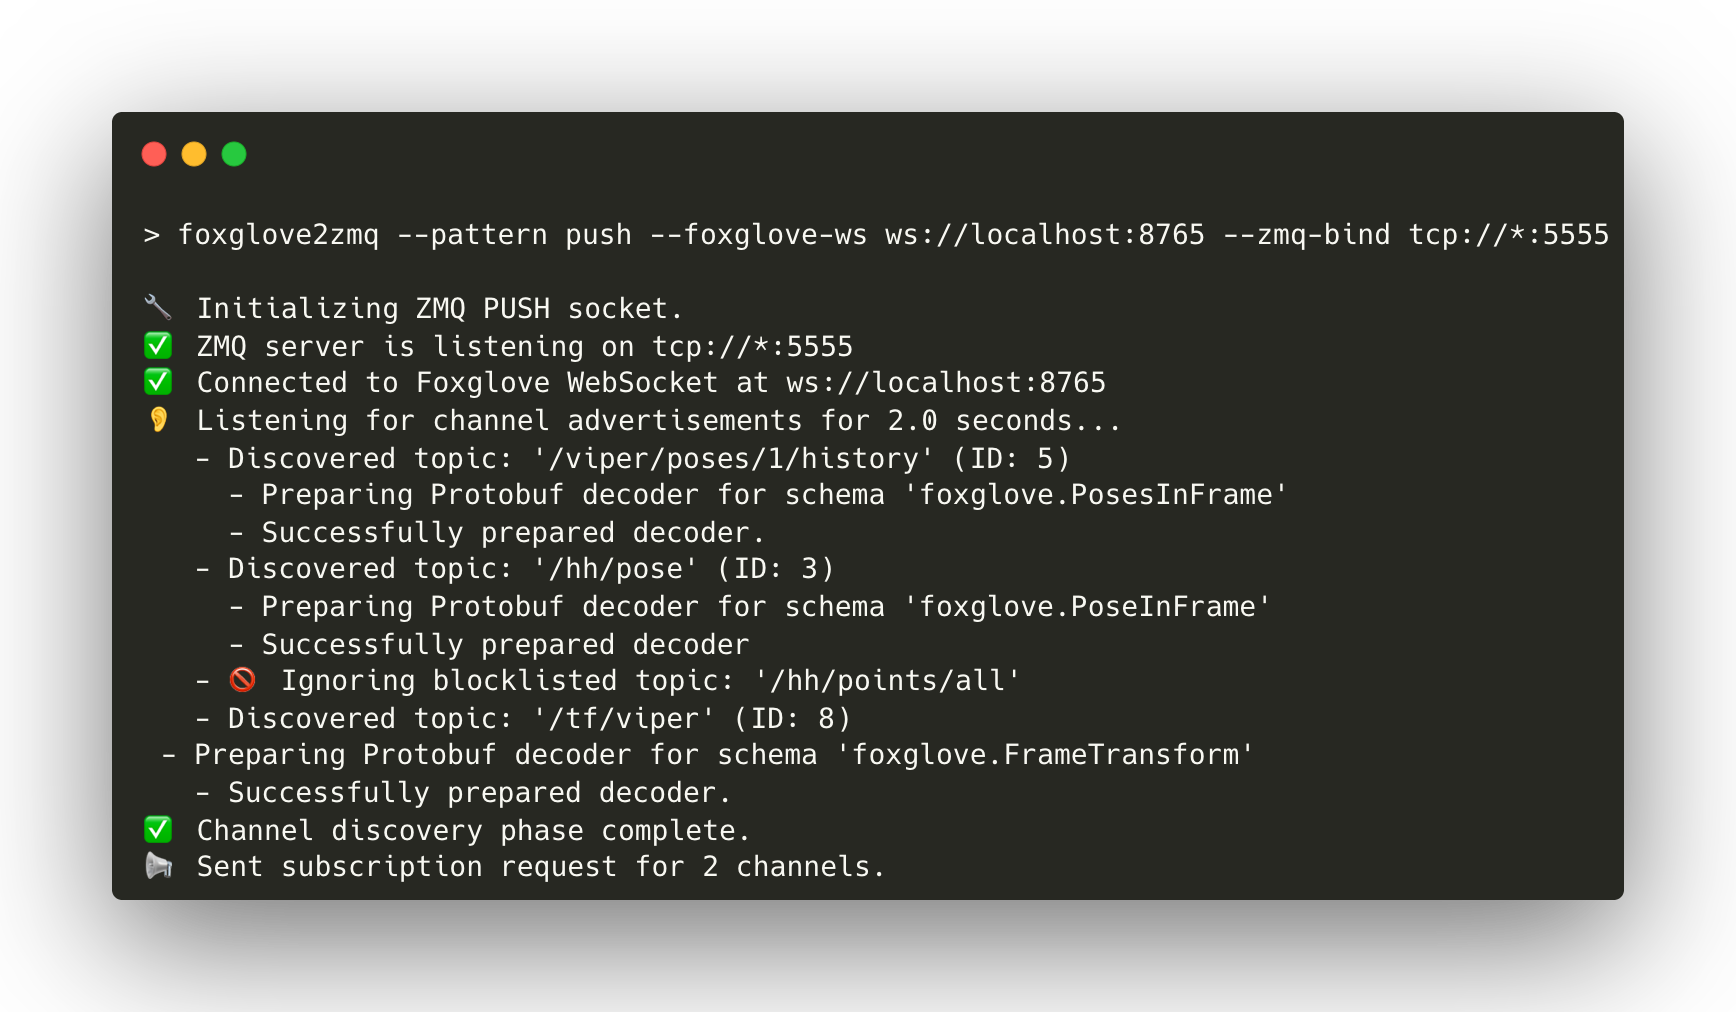 > foxglove2zmq --pattern push --foxglove-ws ws://localhost:8765 --zmq-bind tcp://*:5555
🔧 Initializing ZMQ PUSH socket.
✅ ZMQ server is listening on tcp://*:5555
✅ Connected to Foxglove WebSocket at ws://localhost:8765
👂 Listening for channel advertisements for 2.0 seconds...
- Discovered topic: '/viper/poses/1/history' (ID: 5)
- Preparing Protobuf decoder for schema 'foxglove.PosesInFrame'
- Successfully prepared decoder.
- Discovered topic: '/hh/pose' (ID: 3)
- Preparing Protobuf decoder for schema 'foxglove.PoseInFrame'
- Successfully prepared decoder
- 🚫 Ignoring blocklisted topic: '/hh/points/all'
- Discovered topic: '/tf/viper' (ID: 8)
- Preparing Protobuf decoder for schema 'foxglove.FrameTransform'
- Successfully prepared decoder.
✅ Channel discovery phase complete.
📢 Sent subscription request for 2 channels.